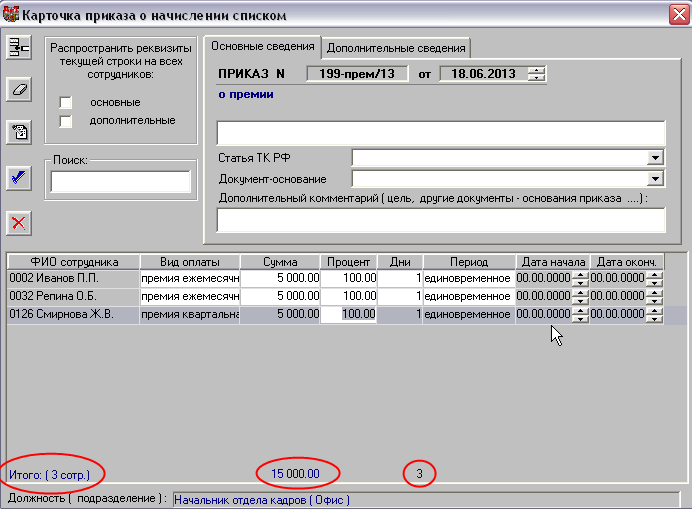 Карточка приказа о начислении списком
Распространить реквизиты
текущей строки на всех
сотрудников:
основные
дополнительные
Поиск:
Основные сведения Дополнительные сведения
ПРИКАЗ N 199-прем/13 от 18.06.2013
о премии
Статья ТК РФ
Документ-основание
Дополнительный комментарий ( цель, другие документы - основания приказа ....) :
ФИО сотрудника Вид оплаты Сумма Процент Дни Период Дата начала Дата оконч.
0002 Иванов П.П. премия ежемесячн 5 000.00 100.00 1 единовременное 00.00.0000 00.00.0000
0032 Репина О.Б. премия ежемесячн 5 000.00 100.00 1 единовременное 00.00.0000 00.00.0000
0126 Смирнова Ж.В. премия квартальна 5 000.00 100.00 1 единовременное 00.00.0000 00.00.0000
Итого: ( 3 сотр.) 15 000.00 3
Должность ( подразделение ) : Начальник отдела кадров ( Офис )